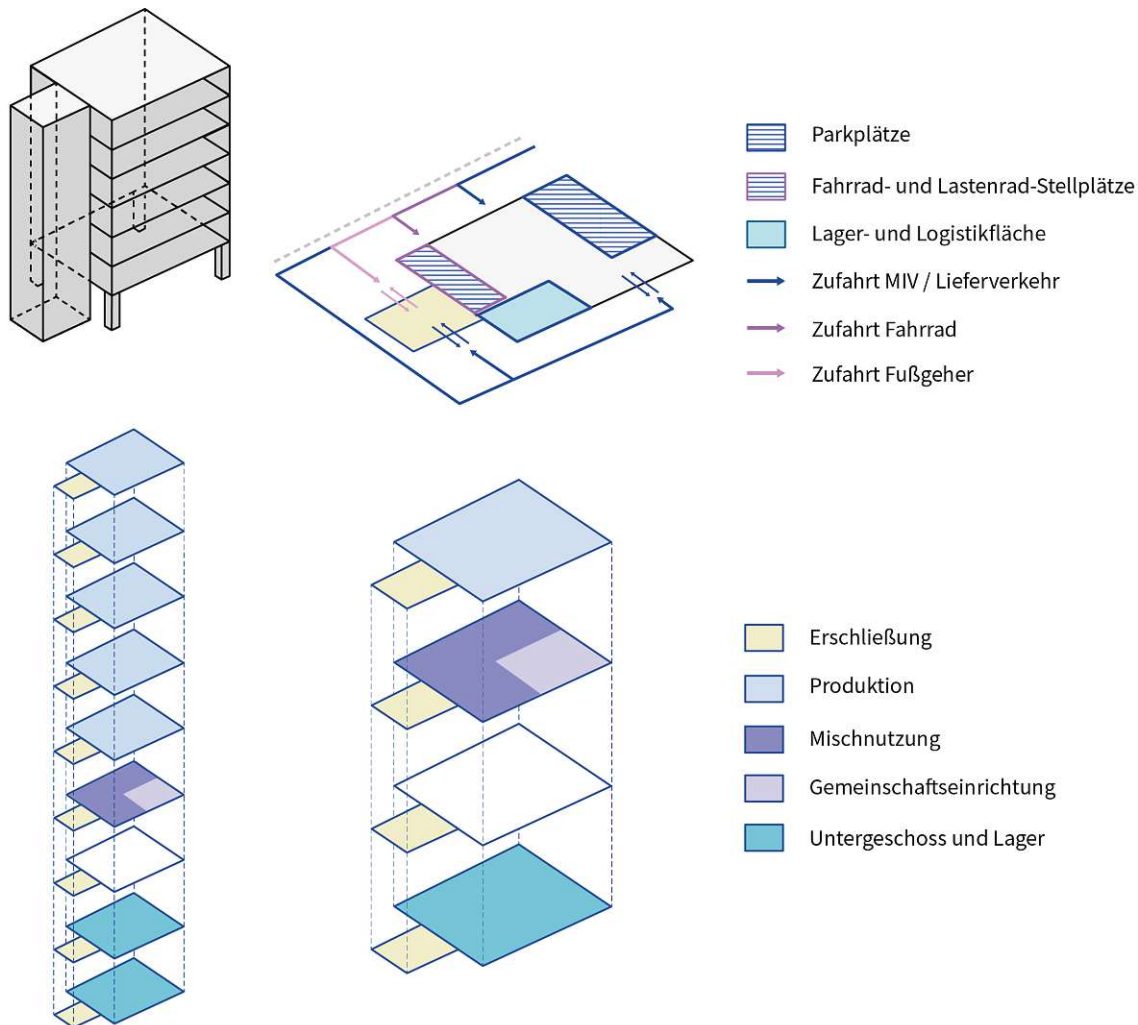 Parkplätze
Fahrrad- und Lastenrad-Stellplätze
Lager- und Logistikfläche
Zufahrt MIV / Lieferverkehr
Zufahrt Fahrrad
Zufahrt Fußgeher
Erschließung
Produktion
Mischnutzung
Gemeinschaftseinrichtung
Untergeschoss und Lager